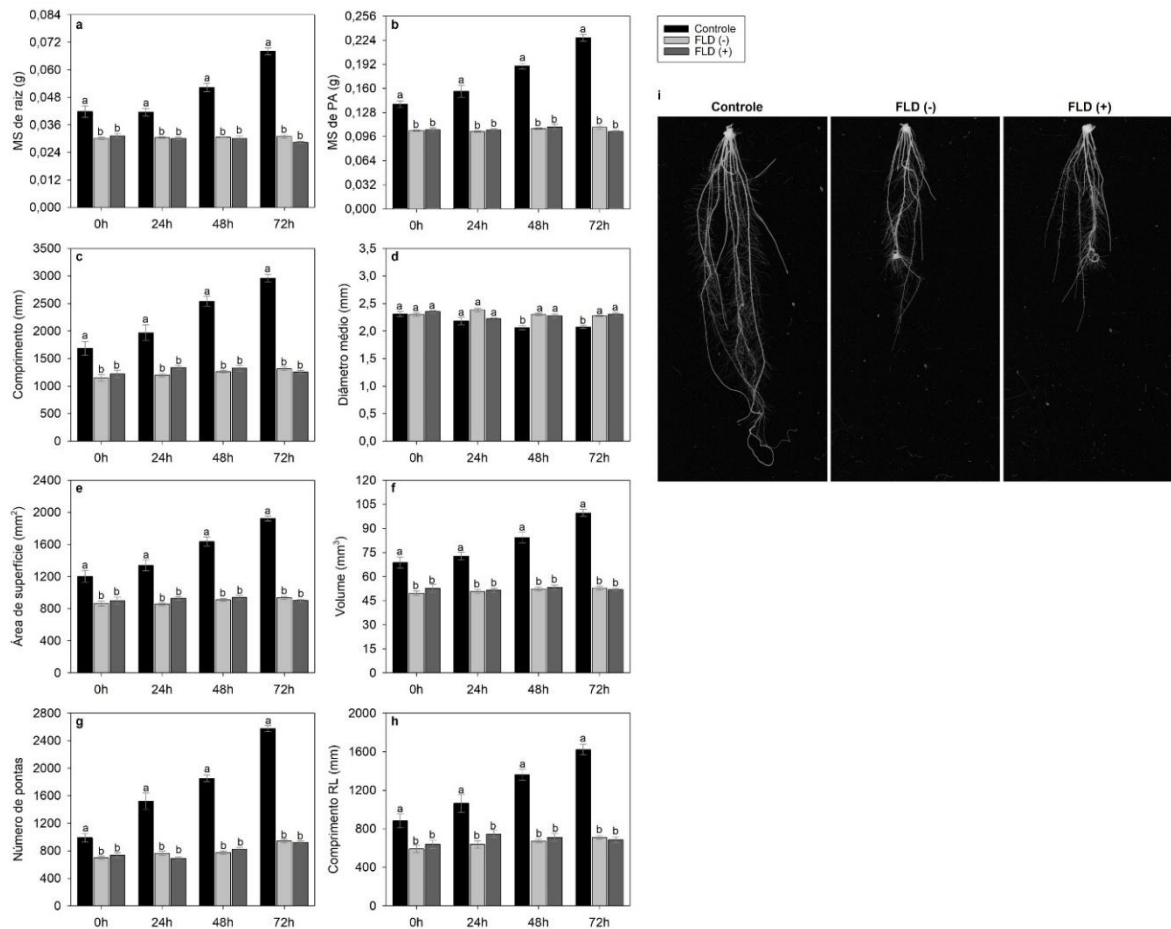 a
MS de raiz (g)
0,084
0,072
0,060
0,048
0,036
0,024
0,012
0,000
a b b a b b a b b a b b
0h 24h 48h 72h
b
MS de PA (g)
0,256
0,224
0,192
0,160
0,128
0,096
0,064
0,032
0,000
a b b a b b a b b a b b
0h 24h 48h 72h
c
Comprimento (mm)
3500
3000
2500
2000
1500
1000
500
0
a b b a b b a b b a b b
0h 24h 48h 72h
d
Diâmetro médio (mm)
3,5
3,0
2,5
2,0
1,5
1,0
0,5
0,0
a a a a a a b a a b a a
0h 24h 48h 72h
e
Área de superfície (mm²)
2400
2000
1600
1200
800
400
0
a b b a b b a b b a b b
0h 24h 48h 72h
f
Volume (mm³)
120
105
90
75
60
45
30
15
0
a b b a b b a b b a b b
0h 24h 48h 72h
g
Número de pontas
2800
2400
2000
1600
1200
800
400
0
a b b a b b a b b a b b
0h 24h 48h 72h
h
Comprimento RL (mm)
2000
1600
1200
800
400
0
a b b a b b a b b a b b
0h 24h 48h 72h
Controle
FLD (-)
FLD (+)
i
Controle FLD (-) FLD (+)